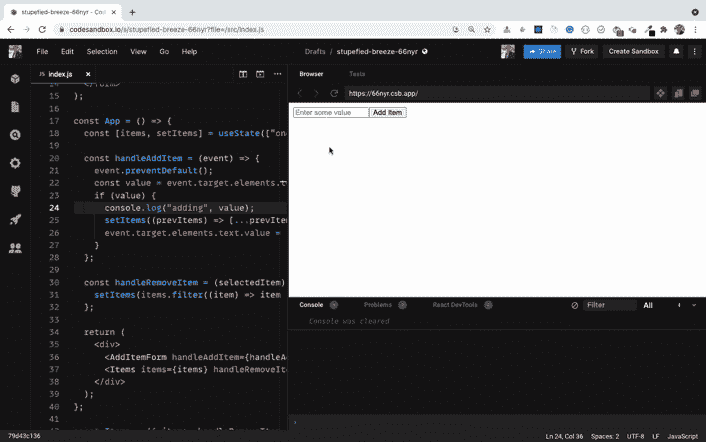 stupefied-breeze-66nyr - Co
codesandbox.io/s/stupefied-breeze-66nyr?file=/src/index.js
File Edit Selection View Go Help
Drafts / stupefied-breeze-66nyr
Share Fork Create Sandbox
index.js
Browser Tests
https://66nyr.csb.app/
Enter some value Add Item
14 </form>
15 );
16
17 const App = () => {
18 const [items, setItems] = useState(["on
19
20 const handleAddItem = (event) => {
21 event.preventDefault();
22 const value = event.target.elements.t
23 if (value) {
24 console.log("adding", value);
25 setItems((prevItems) => [...prevItem
26 event.target.elements.text.value =
27 }
28 };
29
30 const handleRemoveItem = (selectedItem)
31 setItems(items.filter((item) => item
32 };
33
34 return (
35 <div>
36 <AddItemForm handleAddItem={handleA
37 <Items items={items} handleRemoveIte
38 </div>
39 );
40 };
41
Console Problems React DevTools
Filter All
Console was cleared
79d43c136
Ln 24, Col 36 Spaces: 2 UTF-8 LF JavaScript